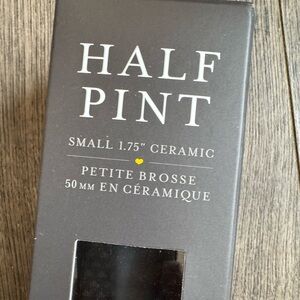 HALF
PINT
SMALL 1.75" CERAMIC
PETITE BROSSE
50 MM EN CÉRAMIQUE